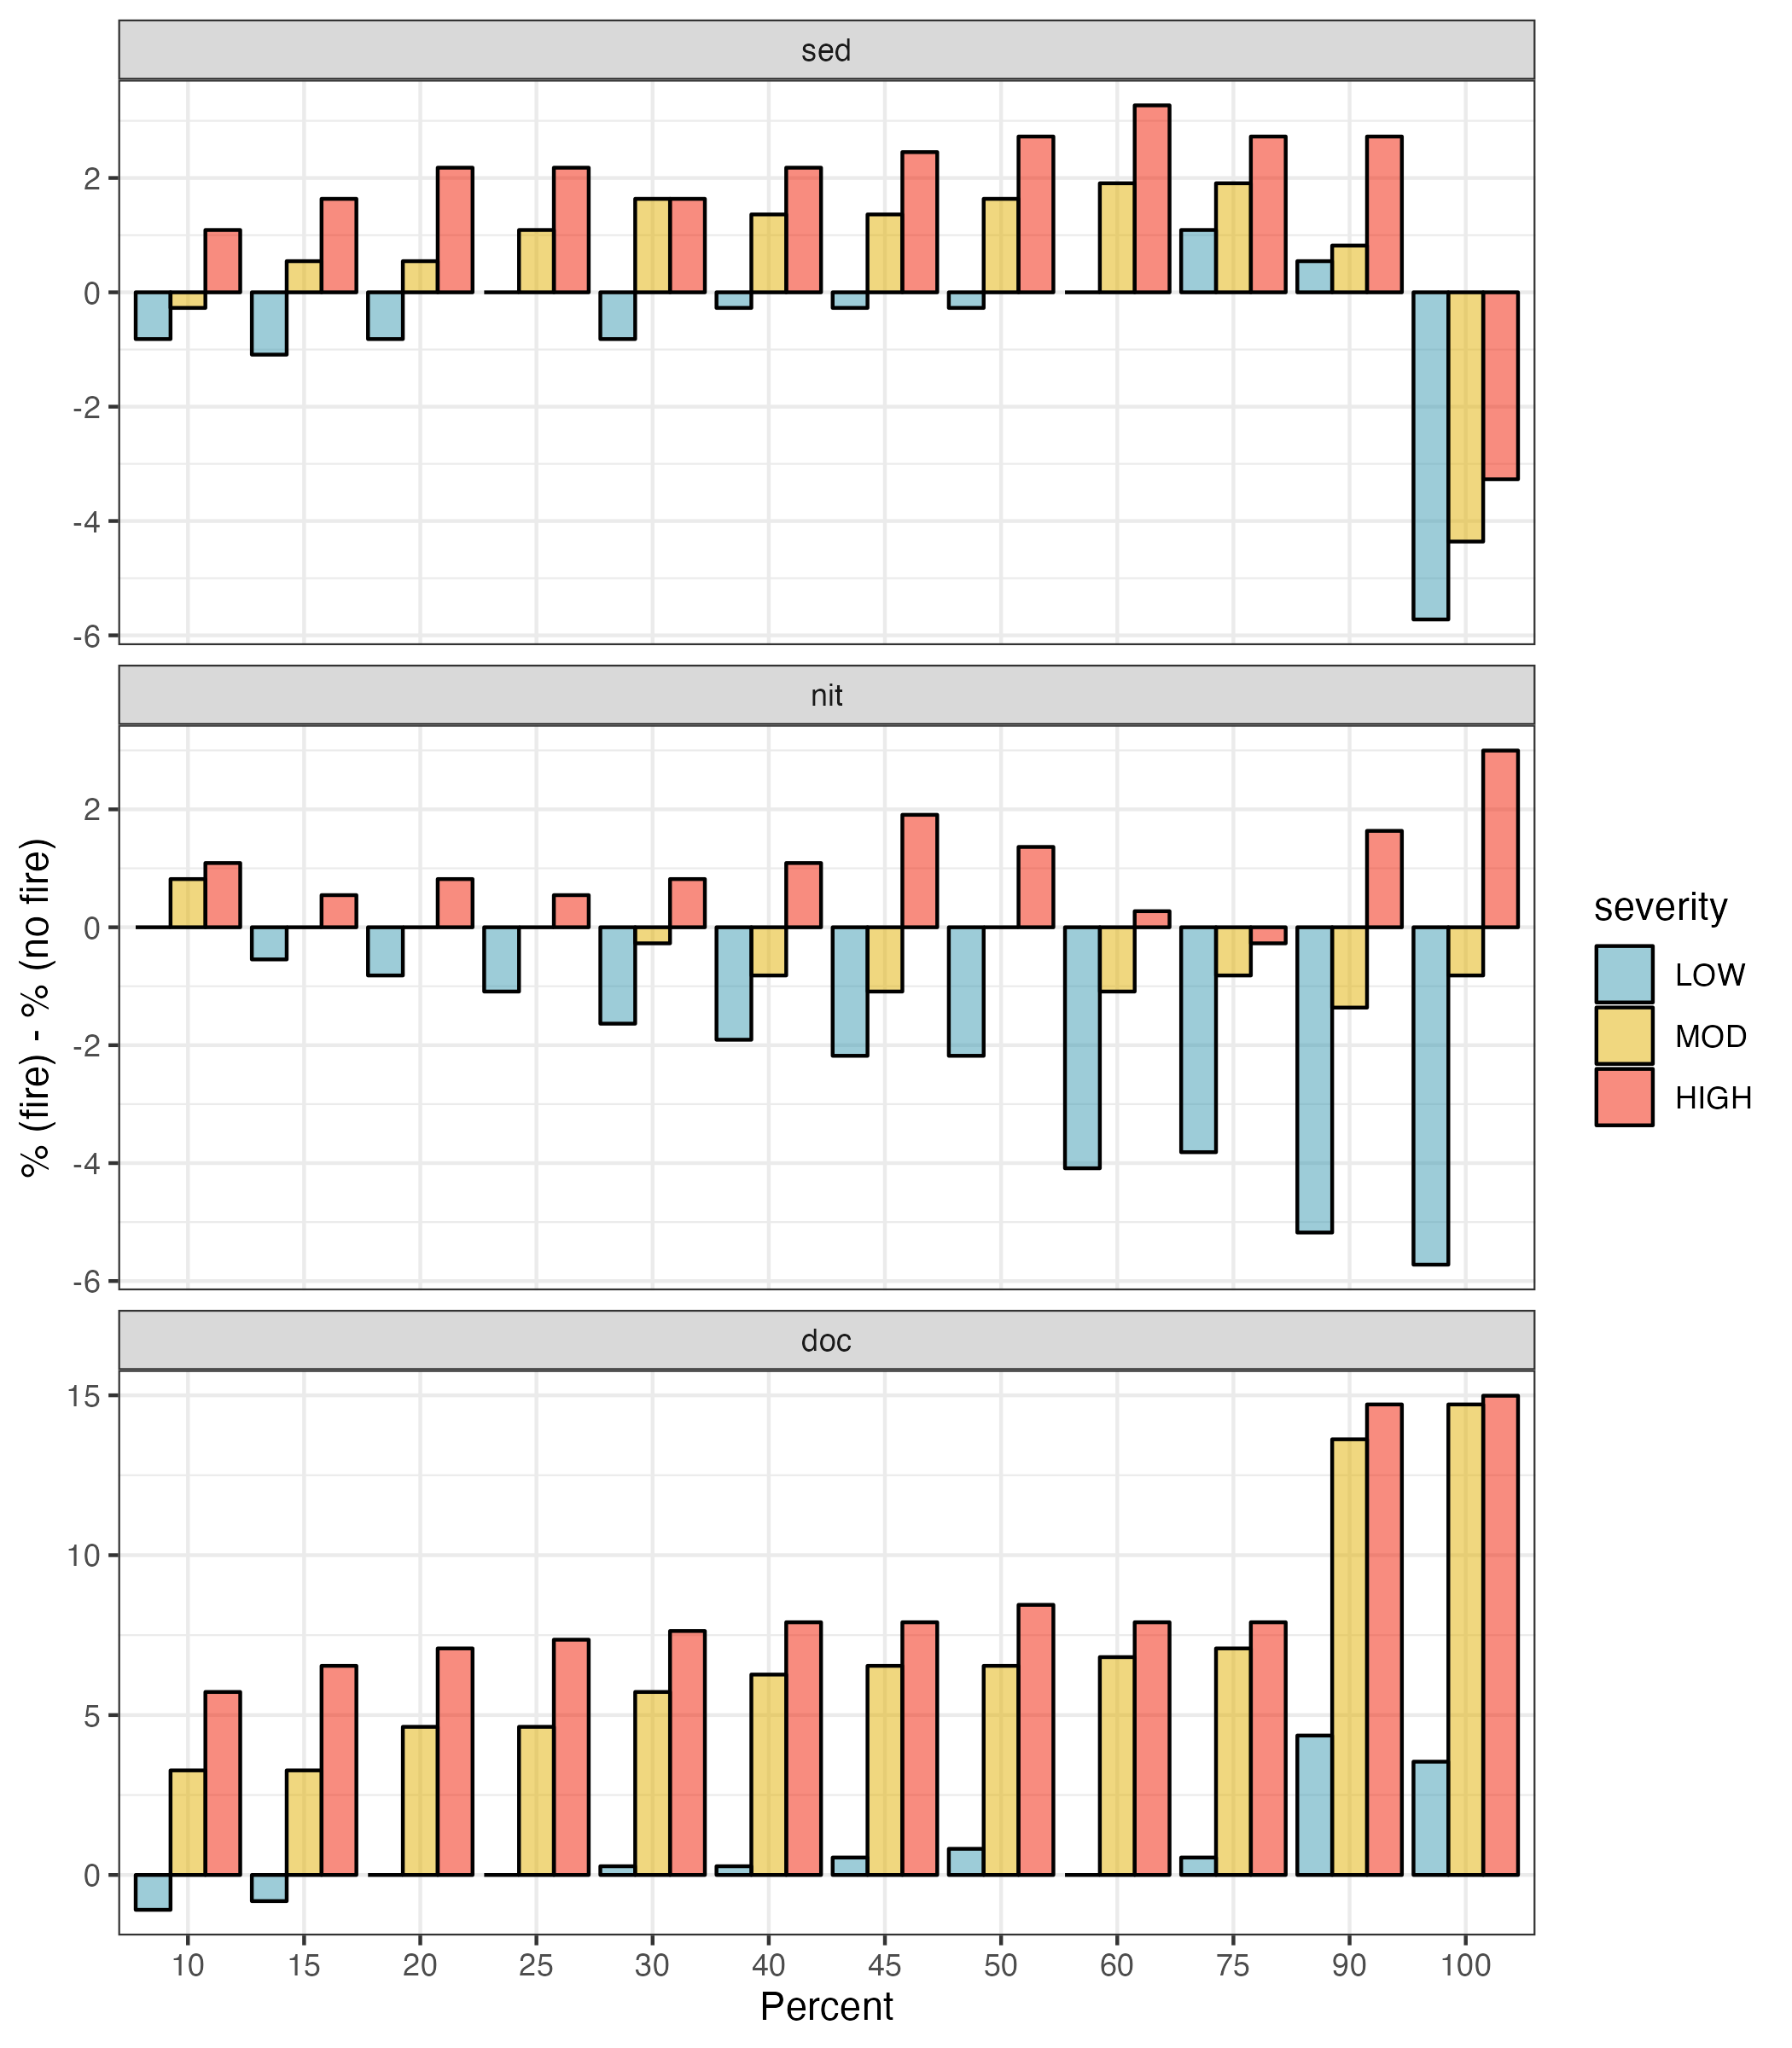 sed
2
0
-2
-4
-6
nit
2
0
-2
-4
-6
doc
15
10
5
0
10 15 20 25 30 40 45 50 60 75 90 100
Percent
% (fire) - % (no fire)
severity
LOW
MOD
HIGH